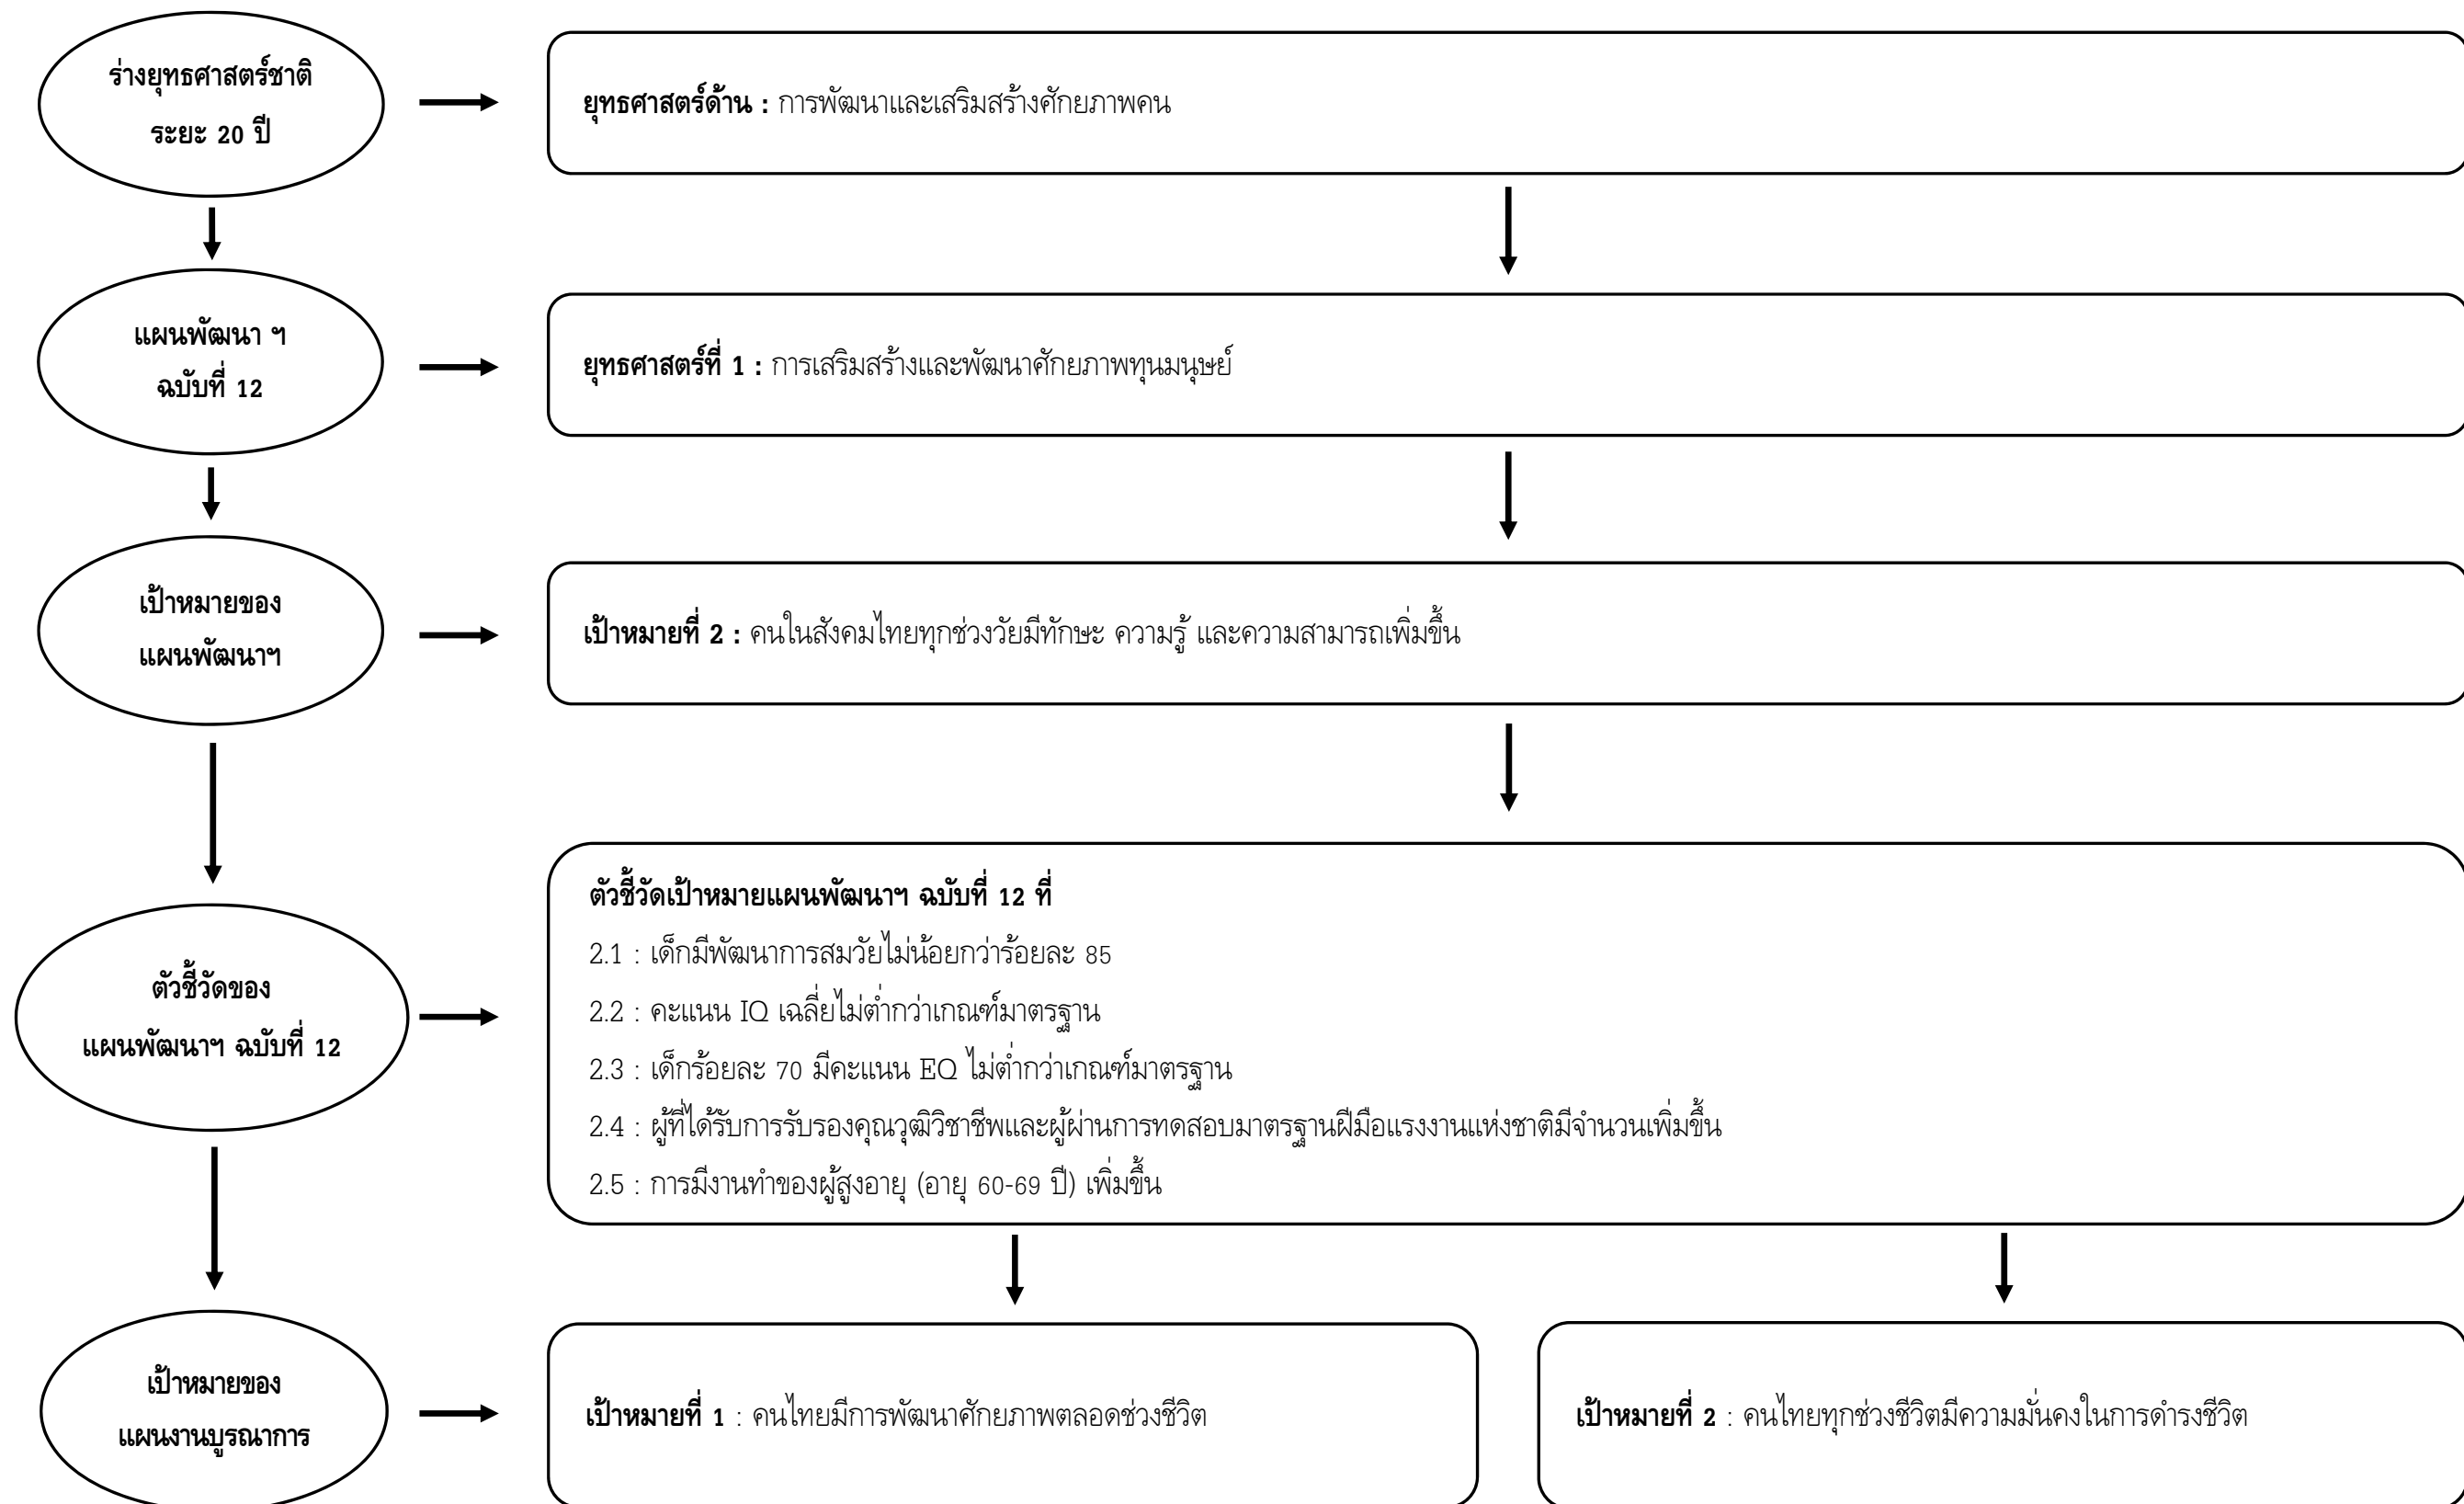 ร่างยุทธศาสตร์ชาติ
ระยะ 20 ปี
ยุทธศาสตร์ด้าน : การพัฒนาและเสริมสร้างศักยภาพคน
แผนพัฒนา ฯ
ฉบับที่ 12
ยุทธศาสตร์ที่ 1 : การเสริมสร้างและพัฒนาศักยภาพทุนมนุษย์
เป้าหมายของ
แผนพัฒนาฯ
เป้าหมายที่ 2 : คนในสังคมไทยทุกช่วงวัยมีทักษะ ความรู้ และความสามารถเพิ่มขึ้น
ตัวชี้วัดของ
แผนพัฒนาฯ ฉบับที่ 12
ตัวชี้วัดเป้าหมายแผนพัฒนาฯ ฉบับที่ 12 ที่
2.1 : เด็กมีพัฒนาการสมวัยไม่น้อยกว่าร้อยละ 85
2.2 : คะแนน IQ เฉลี่ยไม่ต่ำกว่าเกณฑ์มาตรฐาน
2.3 : เด็กร้อยละ 70 มีคะแนน EQ ไม่ต่ำกว่าเกณฑ์มาตรฐาน
2.4 : ผู้ที่ได้รับการรับรองคุณวุฒิวิชาชีพและผู้ผ่านการทดสอบมาตรฐานฝีมือแรงงานแห่งชาติมีจำนวนเพิ่มขึ้น
2.5 : การมีงานทำของผู้สูงอายุ (อายุ 60-69 ปี) เพิ่มขึ้น
เป้าหมายของ
แผนงานบูรณาการ
เป้าหมายที่ 1 : คนไทยมีการพัฒนาศักยภาพตลอดช่วงชีวิต
เป้าหมายที่ 2 : คนไทยทุกช่วงชีวิตมีความมั่นคงในการดำรงชีวิต